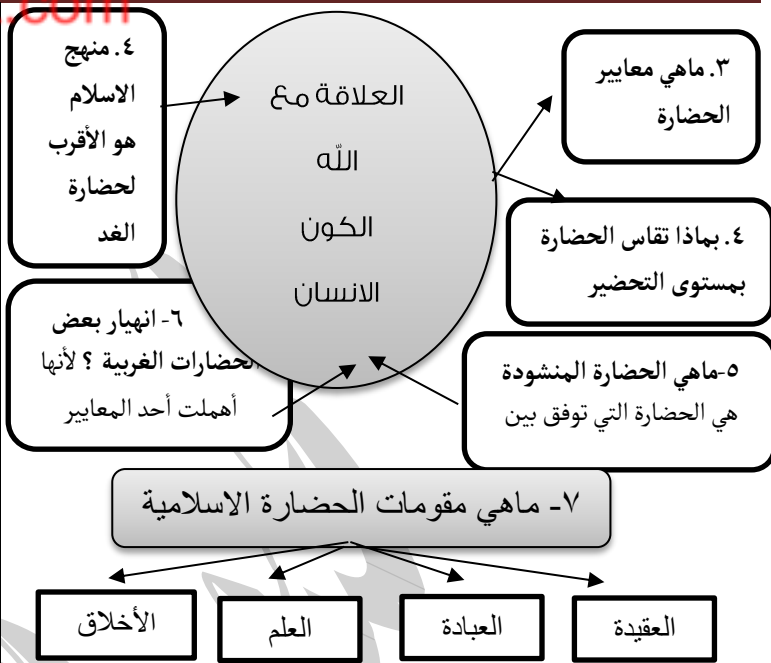 .com
٣. ماهي معايير
الحضارة
٤. بماذا تقاس الحضارة
بمستوى التحضير
٥-ماهي الحضارة المنشودة
هي الحضارة التي توفق بين
العلاقة مع
الله
الكون
الانسان
٤. منهج
الاسلام
هو الأقرب
لحضارة
الغد
٦- انهيار بعض
الحضارات الغربية ؟ لأنها
أهملت أحد المعايير
٧- ماهي مقومات الحضارة الاسلامية
العقيدة
العبادة
العلم
الأخلاق